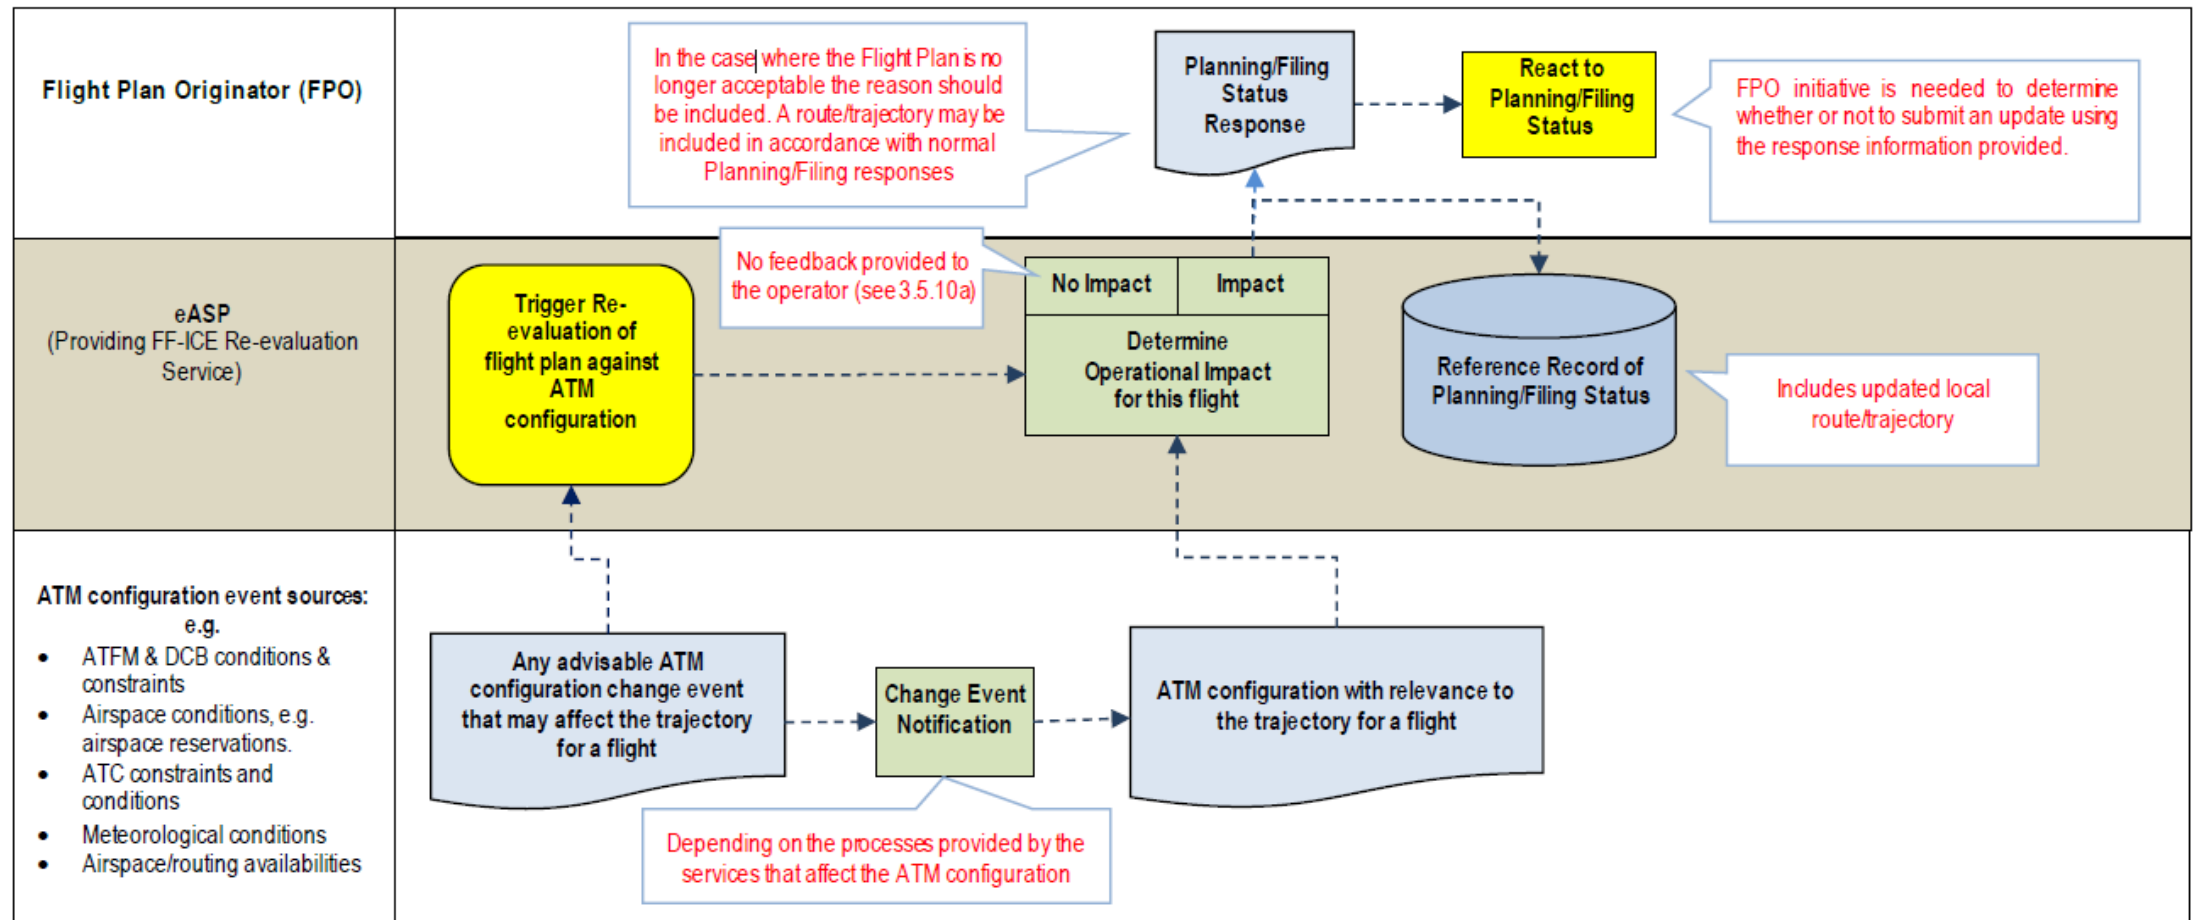 Flight Plan Originator (FPO)
In the case where the Flight Plan is no
longer acceptable the reason should
be included. A route/trajectory may be
included in accordance with normal
Planning/Filing responses
Planning/Filing
Status
Response
React to
Planning/Filing
Status
FPO initiative is needed to determine
whether or not to submit an update using
the response information provided.
eASP
(Providing FF-ICE Re-evaluation
Service)
Trigger Re-
evaluation of
flight plan against
ATM
configuration
No feedback provided to
the operator (see 3.5.10a)
No Impact
Impact
Determine
Operational Impact
for this flight
Reference Record of
Planning/Filing Status
Includes updated local
route/trajectory
ATM configuration event sources:
e.g.
• ATFM & DCB conditions &
constraints
• Airspace conditions, e.g.
airspace reservations.
• ATC constraints and
conditions
• Meteorological conditions
• Airspace/routing availabilities
Any advisable ATM
configuration change event
that may affect the trajectory
for a flight
Change Event
Notification
ATM configuration with relevance to
the trajectory for a flight
Depending on the processes provided by the
services that affect the ATM configuration